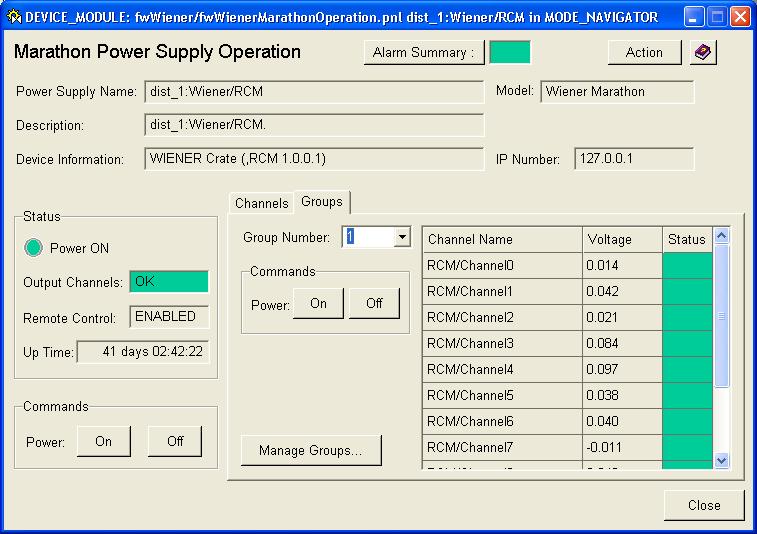 DEVICE_MODULE: fwWiener/fwWienerMarathonOperation.pnl dist_1:Wiener/RCM in MODE_NAVIGATOR
Marathon Power Supply Operation Alarm Summary : Action
Power Supply Name: dist_1:Wiener/RCM Model: Wiener Marathon
Description: dist_1:Wiener/RCM.
Device Information: WIENER Crate (,RCM 1.0.0.1) IP Number: 127.0.0.1
Status
Power ON
Output Channels: OK
Remote Control: ENABLED
Up Time: 41 days 02:42:22
Commands
Power: On Off
Channels Groups
Group Number: 1
Commands
Power: On Off
Manage Groups...
Channel Name Voltage Status
RCM/Channel0 0.014
RCM/Channel1 0.042
RCM/Channel2 0.021
RCM/Channel3 0.084
RCM/Channel4 0.097
RCM/Channel5 0.038
RCM/Channel6 0.040
RCM/Channel7 -0.011
Close